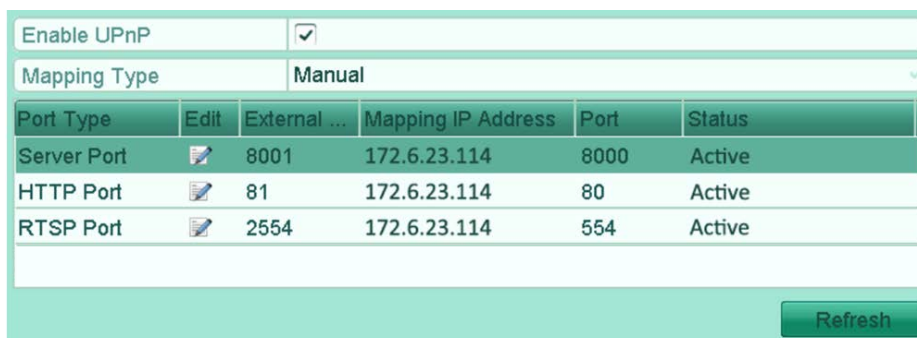 Enable UPnP
Mapping Type Manual
Port Type Edit External ... Mapping IP Address Port Status
Server Port 8001 172.6.23.114 8000 Active
HTTP Port 81 172.6.23.114 80 Active
RTSP Port 2554 172.6.23.114 554 Active
Refresh